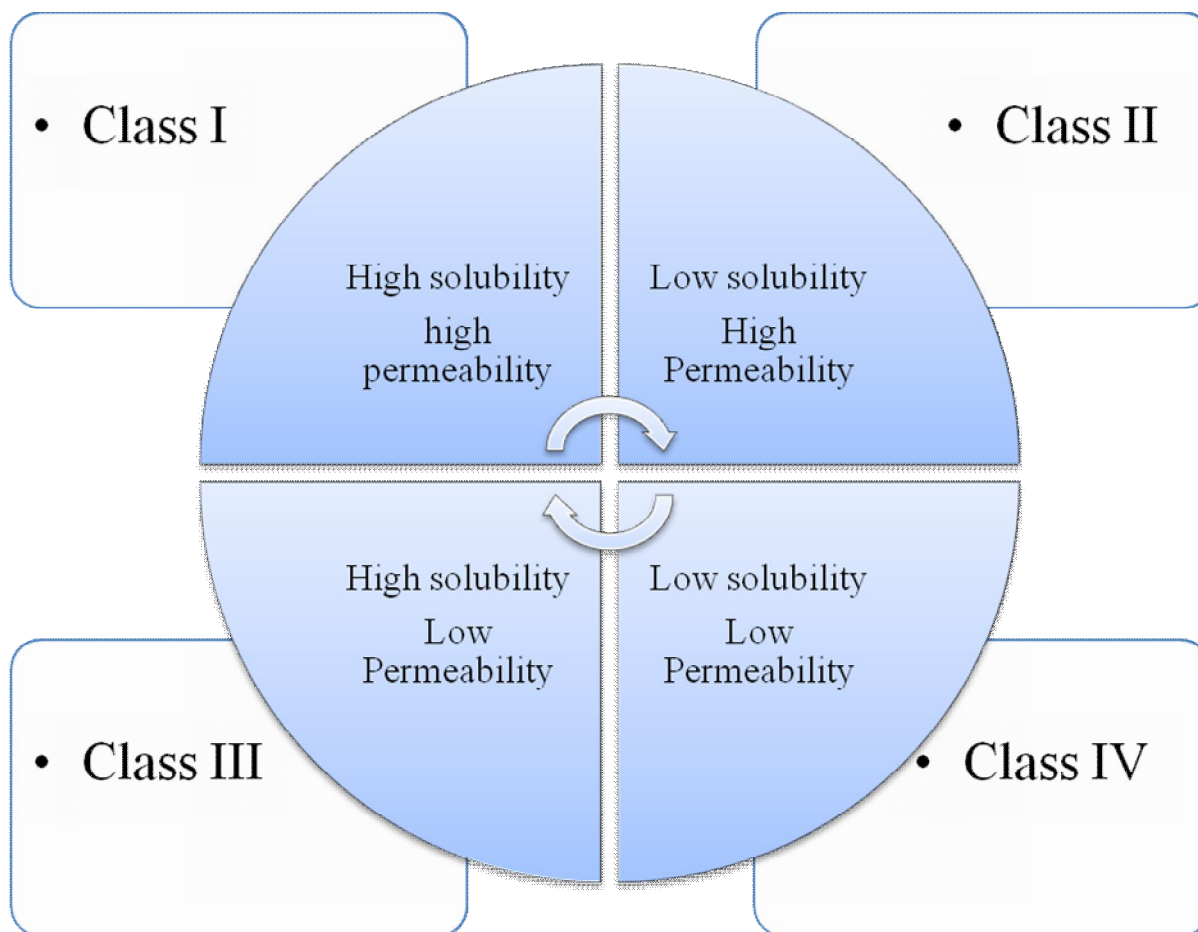 • Class I
• Class II
High solubility
high
permeability
Low solubility
High
Permeability
High solubility
Low
Permeability
Low solubility
Low
Permeability
• Class III
• Class IV